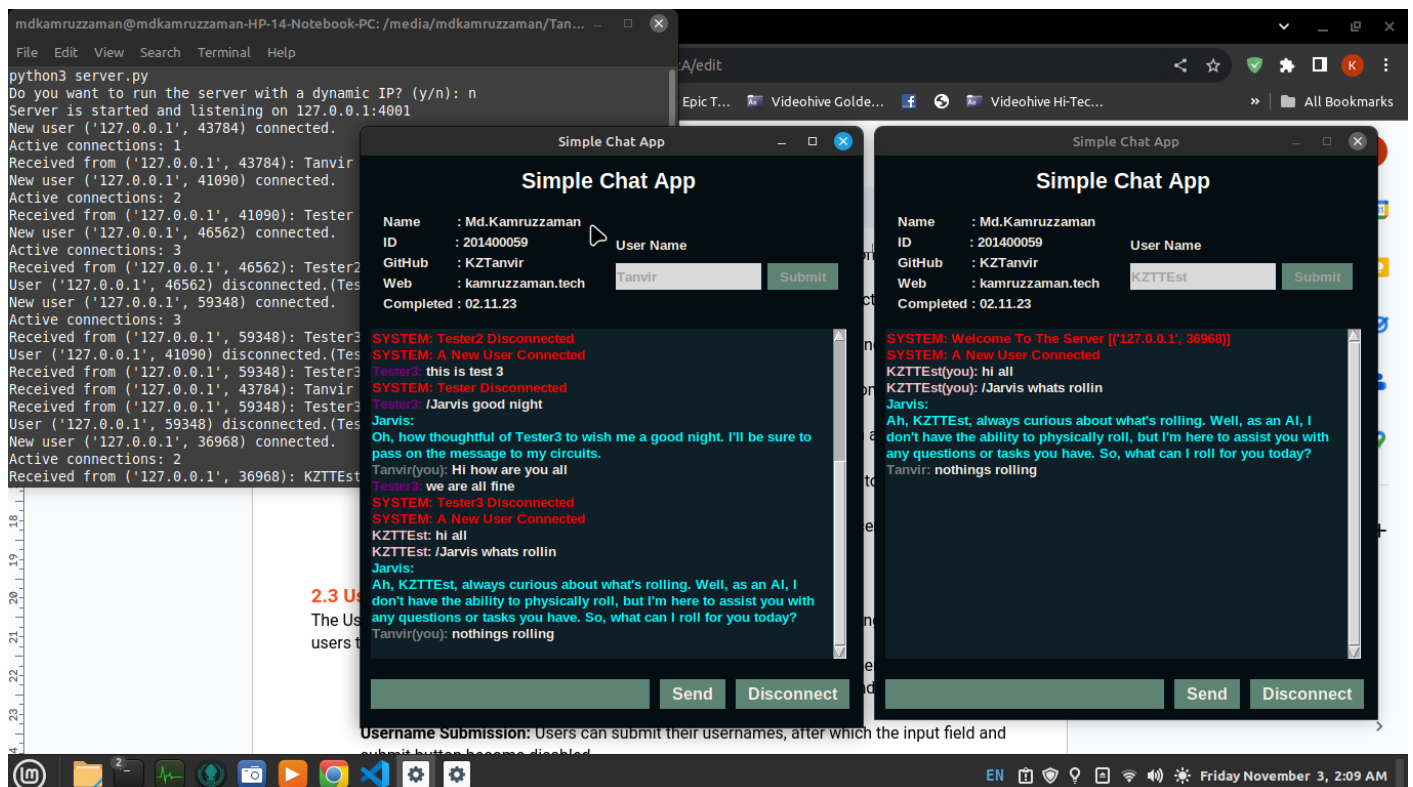 mdkamruzzaman@mdkamruzzaman-HP-14-Notebook-PC: /media/mdkamruzzaman/Tan...
File Edit View Search Terminal Help
python3 server.py
Do you want to run the server with a dynamic IP? (y/n): n
Server is started and listening on 127.0.0.1:4001
New user ('127.0.0.1', 43784) connected.
Active connections: 1
Received from ('127.0.0.1', 43784): Tanvir
New user ('127.0.0.1', 41090) connected.
Active connections: 2
Received from ('127.0.0.1', 41090): Tester
New user ('127.0.0.1', 46562) connected.
Active connections: 3
Received from ('127.0.0.1', 46562): Tester2
User ('127.0.0.1', 46562) disconnected.(Tes
New user ('127.0.0.1', 59348) connected.
Active connections: 3
Received from ('127.0.0.1', 59348): Tester3
User ('127.0.0.1', 41090) disconnected.(Tes
Received from ('127.0.0.1', 59348): Tester3
Received from ('127.0.0.1', 43784): Tanvir
Received from ('127.0.0.1', 59348): Tester3
User ('127.0.0.1', 59348) disconnected.(Tes
New user ('127.0.0.1', 36968) connected.
Active connections: 2
Received from ('127.0.0.1', 36968): KZTTEst
:A/edit
K
Epic T... Videohive Golde... Videohive Hi-Tec... » All Bookmarks
Simple Chat App
Simple Chat App
Name : Md.Kamruzzaman
ID : 201400059
GitHub : KZTanvir
Web : kamruzzaman.tech
Completed : 02.11.23
User Name
Tanvir Submit
SYSTEM: Tester2 Disconnected
SYSTEM: A New User Connected
Tester3: this is test 3
SYSTEM: Tester Disconnected
Tester3: /Jarvis good night
Jarvis:
Oh, how thoughtful of Tester3 to wish me a good night. I'll be sure to
pass on the message to my circuits.
Tanvir(you): Hi how are you all
Tester3: we are all fine
SYSTEM: Tester3 Disconnected
SYSTEM: A New User Connected
KZTTEst: hi all
KZTTEst: /Jarvis whats rollin
Jarvis:
Ah, KZTTEst, always curious about what's rolling. Well, as an AI, I
don't have the ability to physically roll, but I'm here to assist you with
any questions or tasks you have. So, what can I roll for you today?
Tanvir(you): nothings rolling
Send Disconnect
Simple Chat App
Simple Chat App
Name : Md.Kamruzzaman
ID : 201400059
GitHub : KZTanvir
Web : kamruzzaman.tech
Completed : 02.11.23
User Name
KZTTEst Submit
SYSTEM: Welcome To The Server [('127.0.0.1', 36968)]
SYSTEM: A New User Connected
KZTTEst(you): hi all
KZTTEst(you): /Jarvis whats rollin
Jarvis:
Ah, KZTTEst, always curious about what's rolling. Well, as an AI, I
don't have the ability to physically roll, but I'm here to assist you with
any questions or tasks you have. So, what can I roll for you today?
Tanvir: nothings rolling
Send Disconnect
18
19
20
21
22
23
2.3 Us
The Us
users t
Username Submission: Users can submit their usernames, after which the input field and
submit button become disabled
2
EN
Friday November 3, 2:09 AM